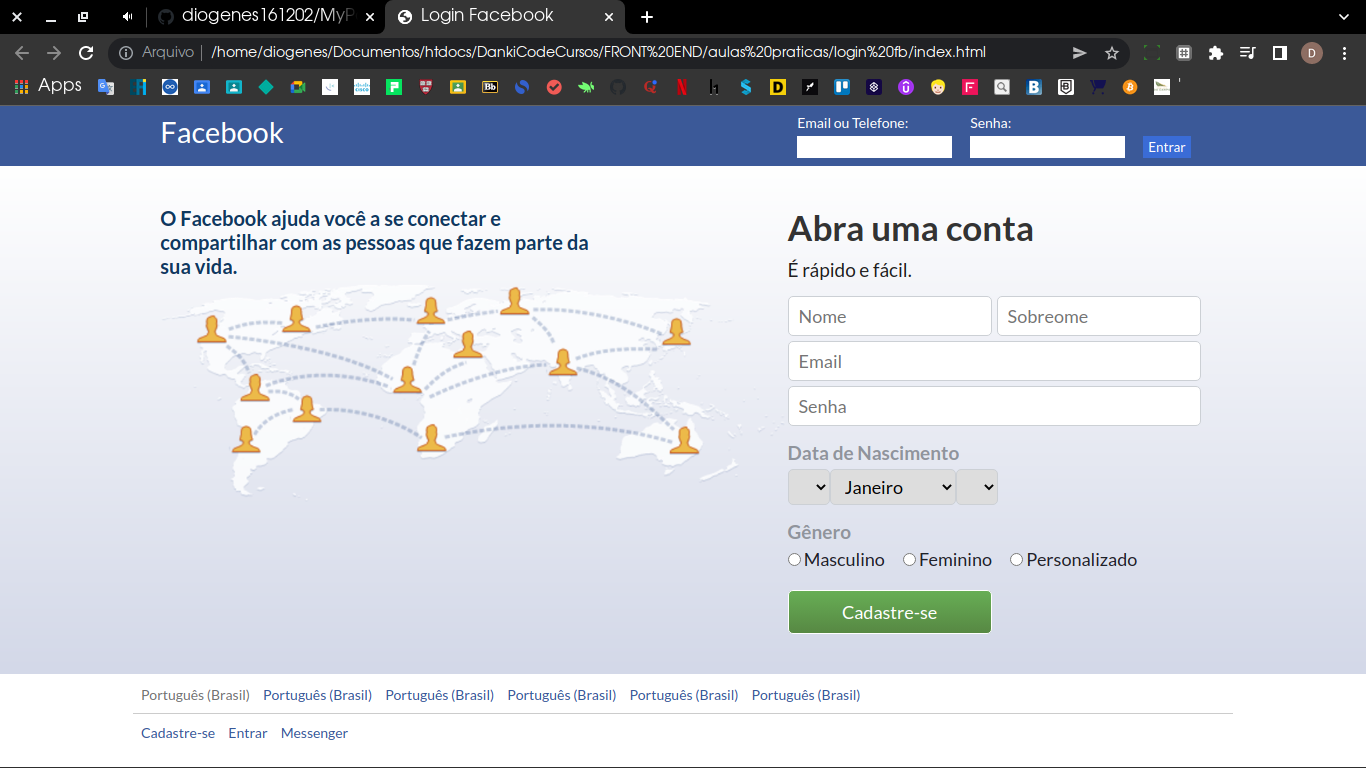 diogenes161202/MyP
Login Facebook
Arquivo | /home/diogenes/Documentos/htdocs/DankiCodeCursos/FRONT%20END/aulas%20praticas/login%20fb/index.html
D
Apps
Facebook
Email ou Telefone:
Senha:
Entrar
O Facebook ajuda você a se conectar e
compartilhar com as pessoas que fazem parte da
sua vida.
Abra uma conta
É rápido e fácil.
Nome
Sobreome
Email
Senha
Data de Nascimento
Janeiro
Gênero
Masculino Feminino Personalizado
Cadastre-se
Português (Brasil) Português (Brasil) Português (Brasil) Português (Brasil) Português (Brasil) Português (Brasil)
Cadastre-se Entrar Messenger